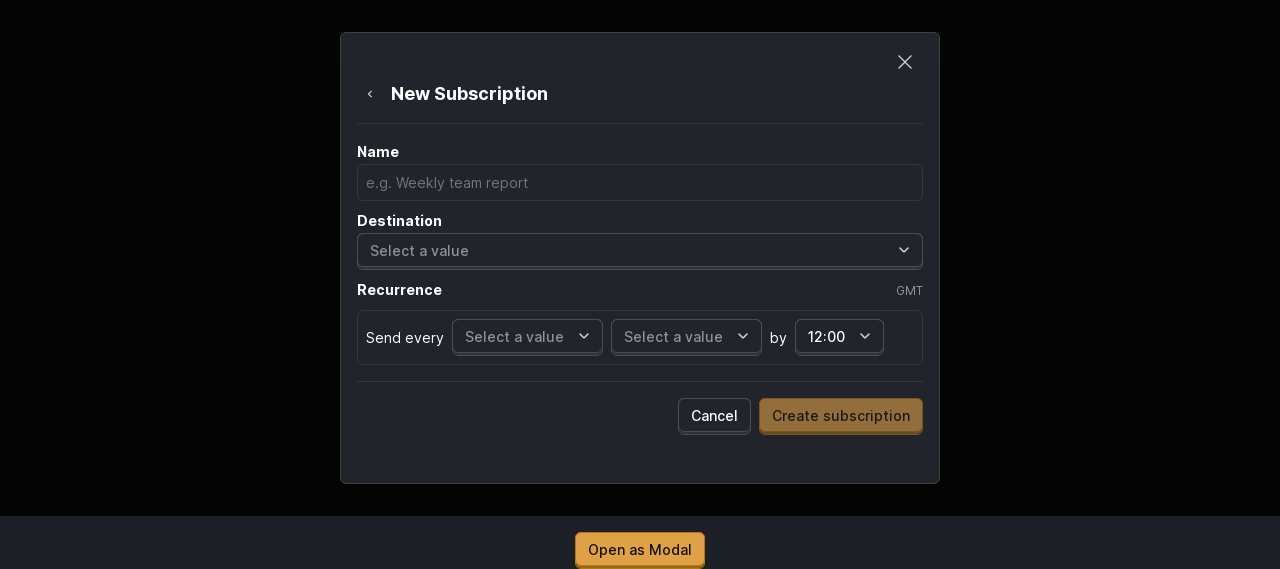 New Subscription
Name
e.g. Weekly team report
Destination
Select a value
Recurrence GMT
Send every Select a value Select a value by 12:00
Cancel Create subscription
Open as Modal